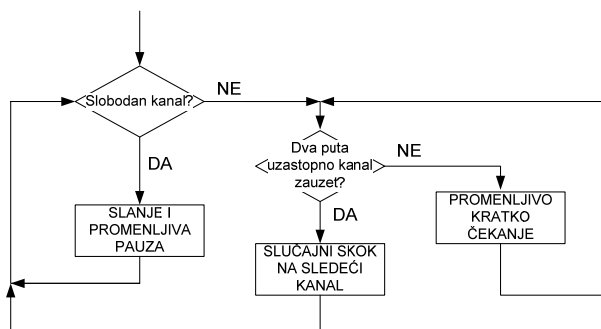 Slobodan kanal?
NE
DA
SLANJE I
PROMENLJIVA
PAUZA
Dva puta
uzastopno kanal
zauzet?
NE
DA
SLUČAJNI SKOK
NA SLEDEĆI
KANAL
PROMENLJIVO
KRATKO
ČEKANJE